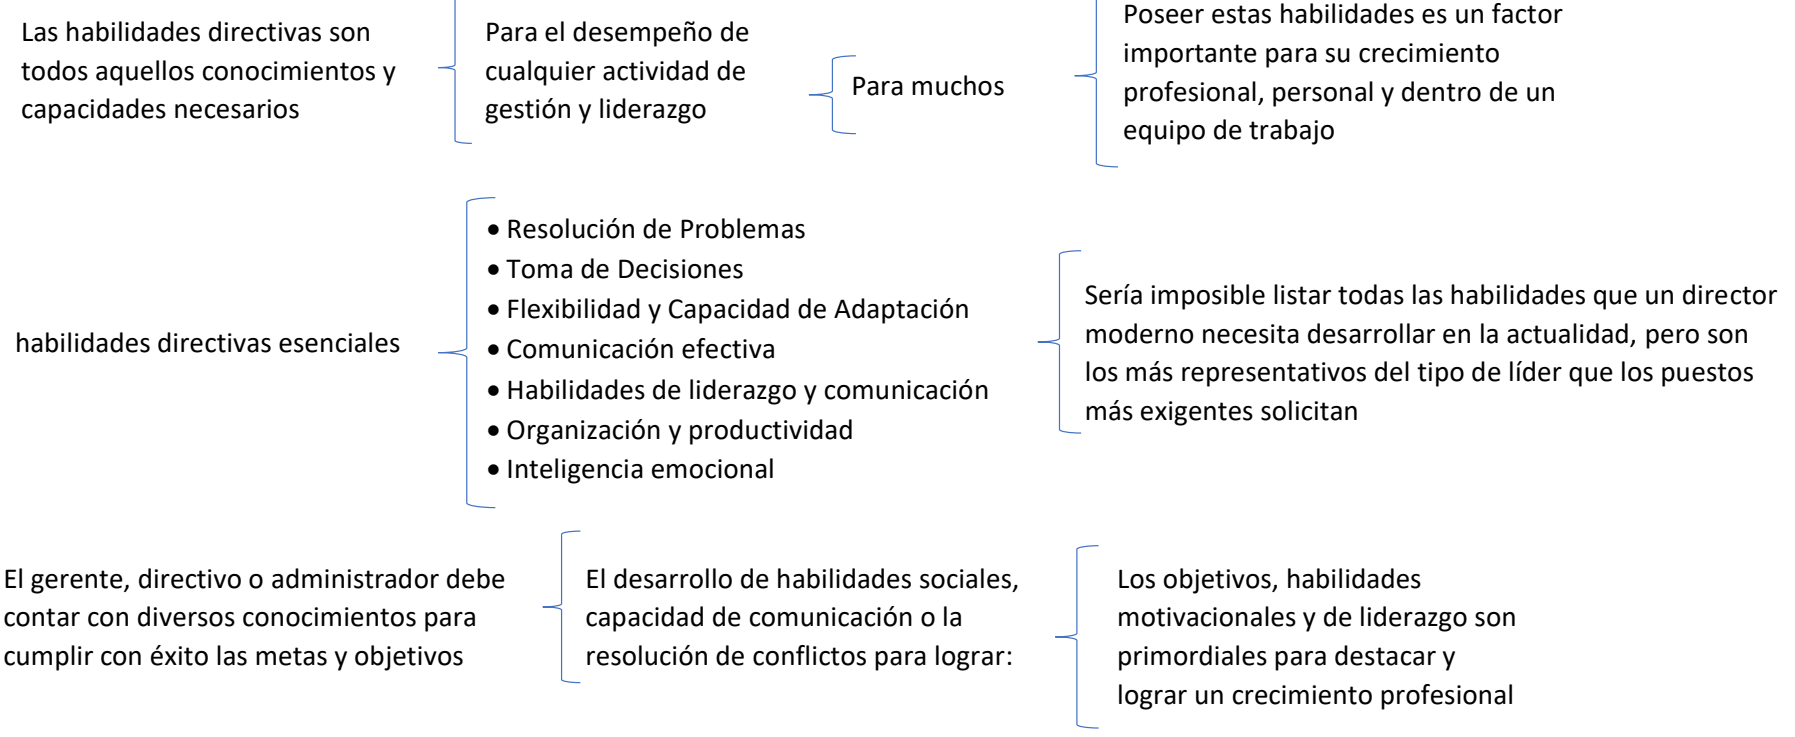 Las habilidades directivas son
todos aquellos conocimientos y
capacidades necesarios
Para el desempeño de
cualquier actividad de
gestión y liderazgo
Para muchos
Poseer estas habilidades es un factor
importante para su crecimiento
profesional, personal y dentro de un
equipo de trabajo
habilidades directivas esenciales
• Resolución de Problemas
• Toma de Decisiones
• Flexibilidad y Capacidad de Adaptación
• Comunicación efectiva
• Habilidades de liderazgo y comunicación
• Organización y productividad
• Inteligencia emocional
Sería imposible listar todas las habilidades que un director
moderno necesita desarrollar en la actualidad, pero son
los más representativos del tipo de líder que los puestos
más exigentes solicitan
El gerente, directivo o administrador debe
contar con diversos conocimientos para
cumplir con éxito las metas y objetivos
El desarrollo de habilidades sociales,
capacidad de comunicación o la
resolución de conflictos para lograr:
Los objetivos, habilidades
motivacionales y de liderazgo son
primordiales para destacar y
lograr un crecimiento profesional